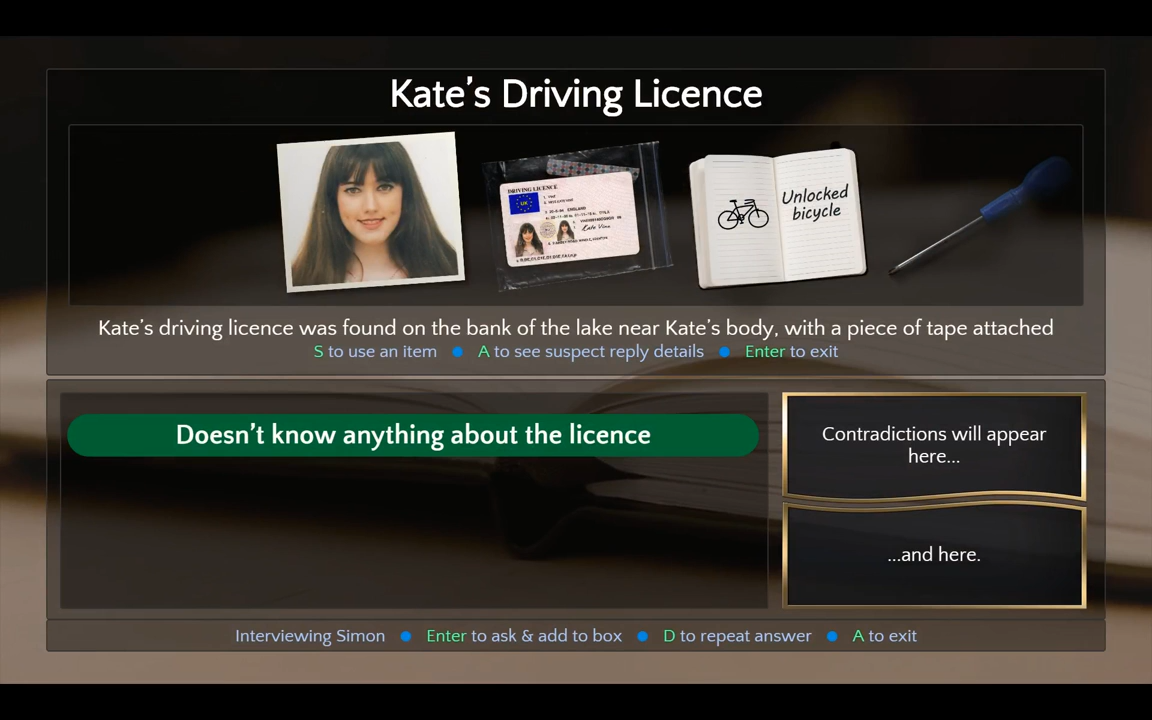 Kate's Driving Licence
DRIVING LICENCE
UK
Unlocked
bicycle
Kate's driving licence was found on the bank of the lake near Kate's body, with a piece of tape attached
S to use an item ● A to see suspect reply details ● Enter to exit
Doesn't know anything about the licence
Contradictions will appear
here...
...and here.
Interviewing Simon ● Enter to ask & add to box ● D to repeat answer ● A to exit